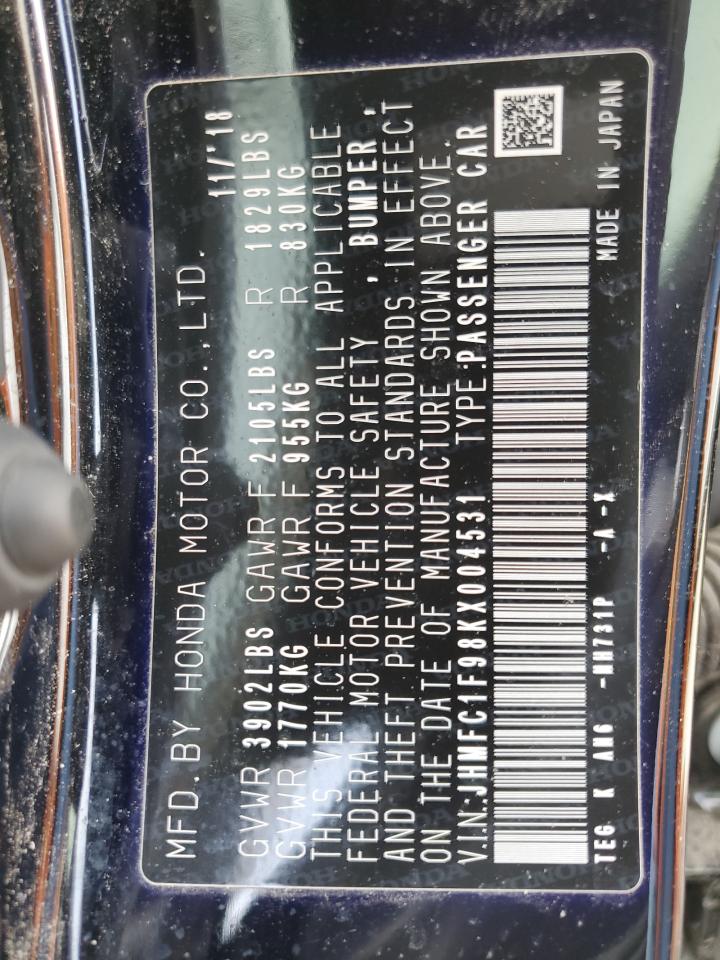 MFD.BY HONDA MOTOR CO.,LTD. 11/'18
GVWR 3902LBS GAWR F 2105LBS R 1829LBS
GVWR 1770KG GAWR F 955KG R 830KG
THIS VEHICLE CONFORMS TO ALL APPLICABLE
FEDERAL MOTOR VEHICLE SAFETY , BUMPER,
AND THEFT PREVENTION STANDARDS IN EFFECT
ON THE DATE OF MANUFACTURE SHOWN ABOVE.
V.I.N:JHMFC1F98KX004531 TYPE:PASSENGER CAR
TEG K AH6 -NH731P -A-X MADE IN JAPAN